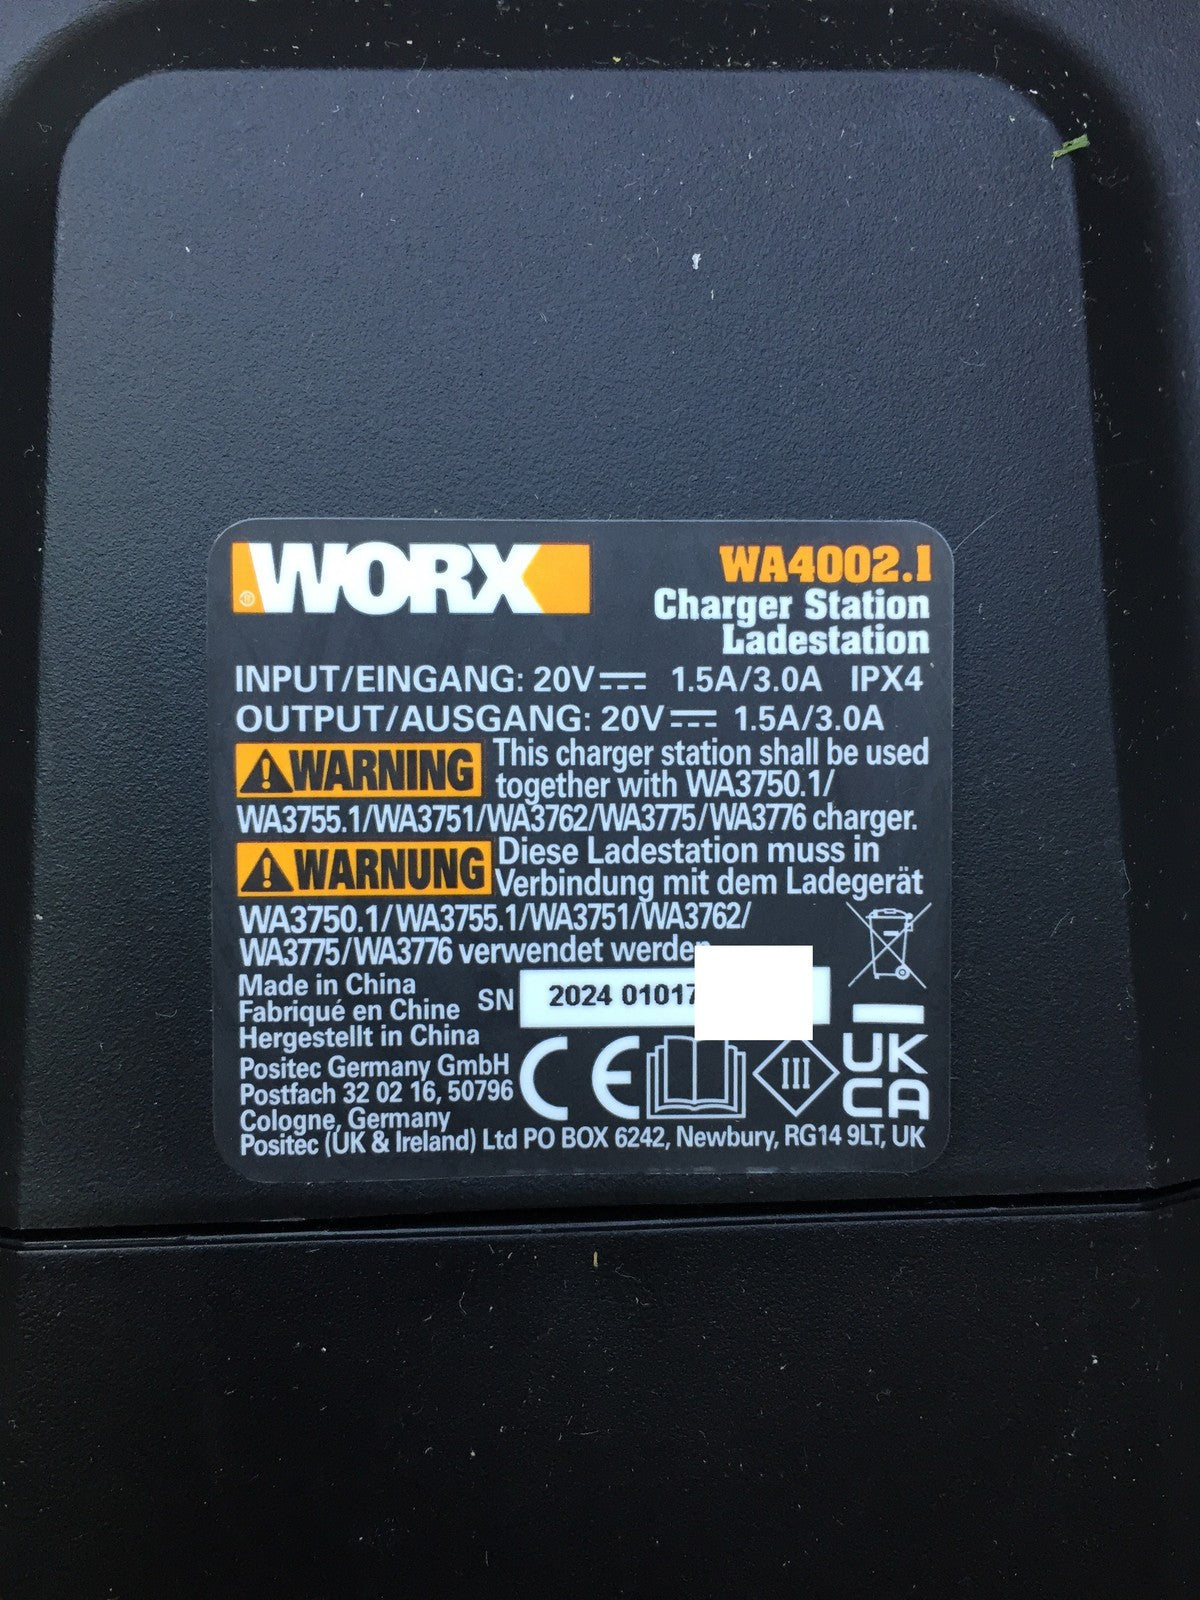 WORX
®
WA4002.1
Charger Station
Ladestation
INPUT/EINGANG: 20V⎓ 1.5A/3.0A IPX4
OUTPUT/AUSGANG: 20V⎓ 1.5A/3.0A
WARNING This charger station shall be used
together with WA3750.1/
WA3755.1/WA3751/WA3762/WA3775/WA3776 charger.
WARNUNG Diese Ladestation muss in
Verbindung mit dem Ladegerät
WA3750.1/WA3755.1/WA3751/WA3762/
WA3775/WA3776 verwendet werden
Made in China
Fabriqué en Chine
Hergestellt in China
SN 2024 01017
Positec Germany GmbH
Postfach 32 02 16, 50796
Cologne, Germany
CE
III
UK
CA
Positec (UK & Ireland) Ltd PO BOX 6242, Newbury, RG14 9LT, UK